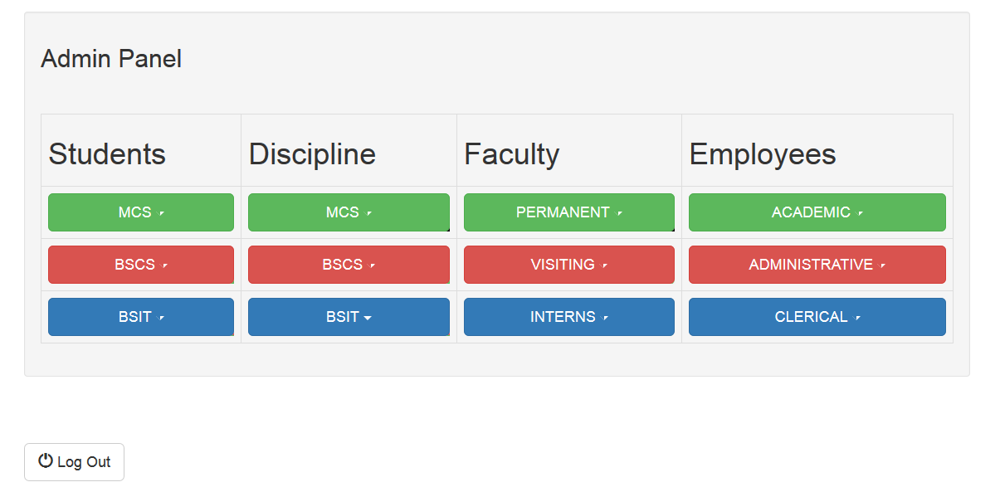 Admin Panel
Students Discipline Faculty Employees
MCS MCS PERMANENT ACADEMIC
BSCS BSCS VISITING ADMINISTRATIVE
BSIT BSIT INTERNS CLERICAL
Log Out